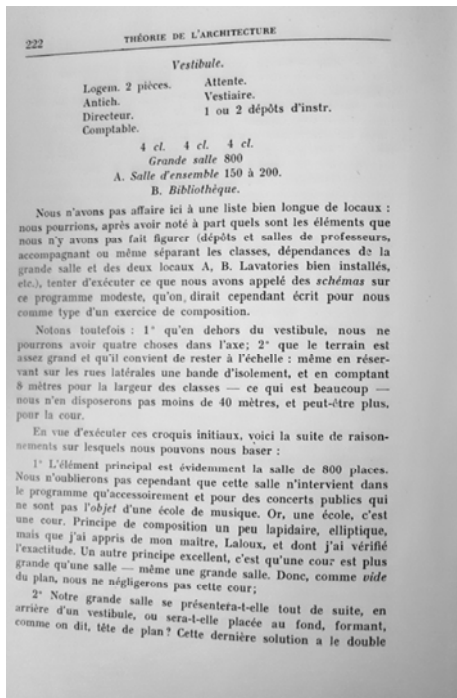 222
THÉORIE DE L'ARCHITECTURE
Vestibule.
Logem. 2 pièces.
Antich.
Directeur.
Comptable.
Attente.
Vestiaire.
1 ou 2 dépôts d'instr.
4 cl. 4 cl. 4 cl.
Grande salle 800
A. Salle d'ensemble 150 à 200.
B. Bibliothèque.
Nous n'avons pas affaire ici à une liste bien longue de locaux :
nous pourrions, après avoir noté à part quels sont les éléments que
nous n'y avons pas fait figurer (dépôts et salles de professeurs,
accompagnant ou même séparant les classes, dépendances de la
grande salle et des deux locaux A, B. Lavatories bien installés,
etc.), tenter d'exécuter ce que nous avons appelé des schémas sur
ce programme modeste, qu'on dirait cependant écrit pour nous
comme type d'un exercice de composition.
Notons toutefois : 1° qu'en dehors du vestibule, nous ne
pourrons avoir quatre choses dans l'axe; 2° que le terrain est
assez grand et qu'il convient de rester à l'échelle : même en réser-
vant sur les rues latérales une bande d'isolement, et en comptant
8 mètres pour la largeur des classes — ce qui est beaucoup —
nous n'en disposerons pas moins de 40 mètres, et peut-être plus,
pour la cour.
En vue d'exécuter ces croquis initiaux, voici la suite de raison-
nements sur lesquels nous pouvons nous baser :
1° L'élément principal est évidemment la salle de 800 places.
Nous n'oublierons pas cependant que cette salle n'intervient dans
le programme qu'accessoirement et pour des concerts publics qui
ne sont pas l'objet d'une école de musique. Or, une école, c'est
une cour. Principe de composition un peu lapidaire, elliptique,
mais que j'ai appris de mon maître, Laloux, et dont j'ai vérifié
l'exactitude. Un autre principe excellent, c'est qu'une cour est plus
grande qu'une salle — même une grande salle. Donc, comme vide
du plan, nous ne négligerons pas cette cour;
2° Notre grande salle se présentera-t-elle tout de suite, en
arrière d'un vestibule, ou sera-t-elle placée au fond, formant,
comme on dit, tête de plan? Cette dernière solution a le double